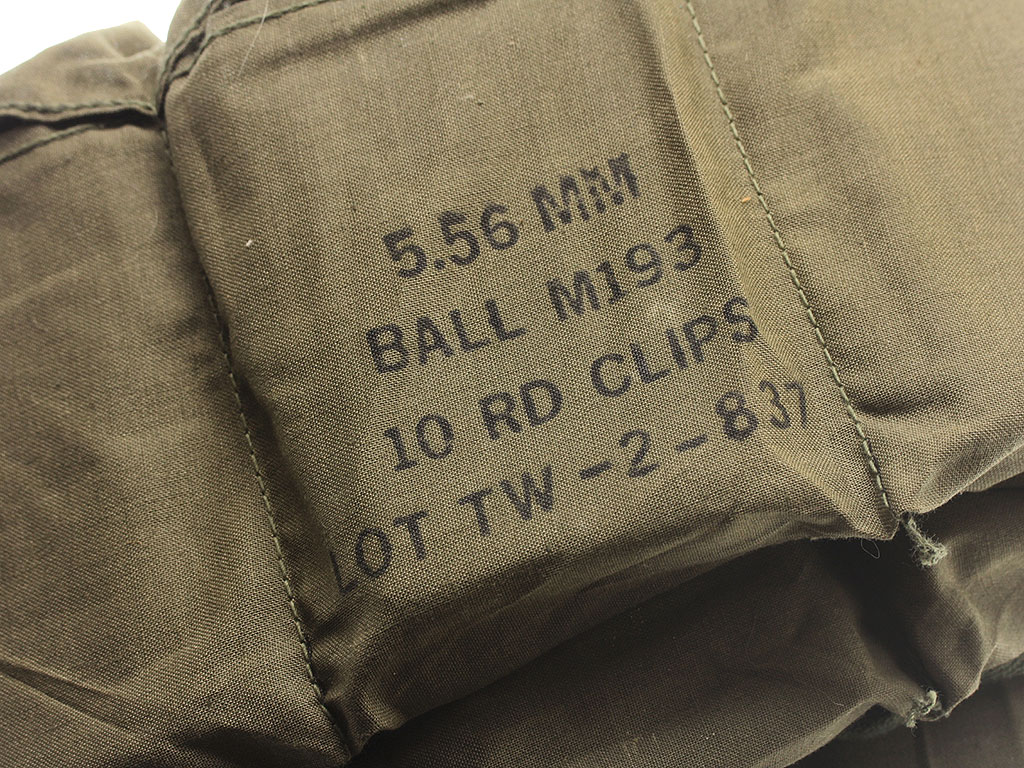 5.56 MM
BALL M193
10 RD CLIPS
LOT TW-2-837